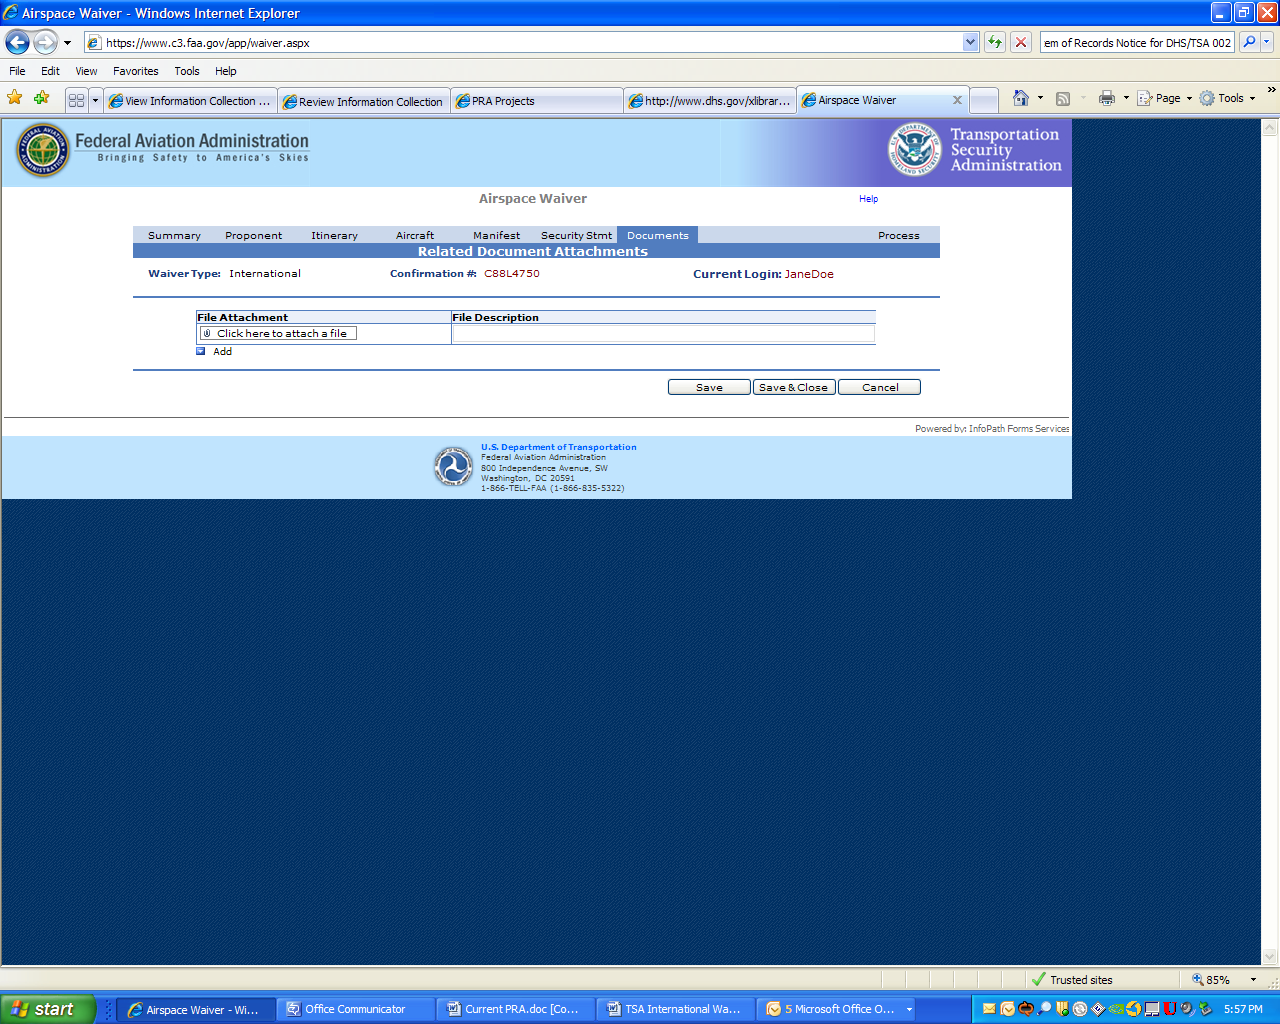 Airspace Waiver - Windows Internet Explorer
https://www.c3.faa.gov/app/waiver.aspx
em of Records Notice for DHS/TSA 002
File Edit View Favorites Tools Help
View Information Collection ...
Review Information Collection
PRA Projects
http://www.dhs.gov/xlibrar...
Airspace Waiver
Page Tools
Federal Aviation Administration
Bringing Safety to America's Skies
Transportation
Security
Administration
Airspace Waiver
Help
Summary Proponent Itinerary Aircraft Manifest Security Stmt Documents Process
Related Document Attachments
Waiver Type: International Confirmation #: C88L4750 Current Login: JaneDoe
File Attachment File Description
Click here to attach a file
Add
Save Save & Close Cancel
Powered by: InfoPath Forms Services
U.S. Department of Transportation
Federal Aviation Administration
800 Independence Avenue, SW
Washington, DC 20591
1-866-TELL-FAA (1-866-835-5322)
Trusted sites 85%
start Airspace Waiver - Wi... Office Communicator Current PRA.doc [Co... TSA International Wa... 5 Microsoft Office O... 5:57 PM